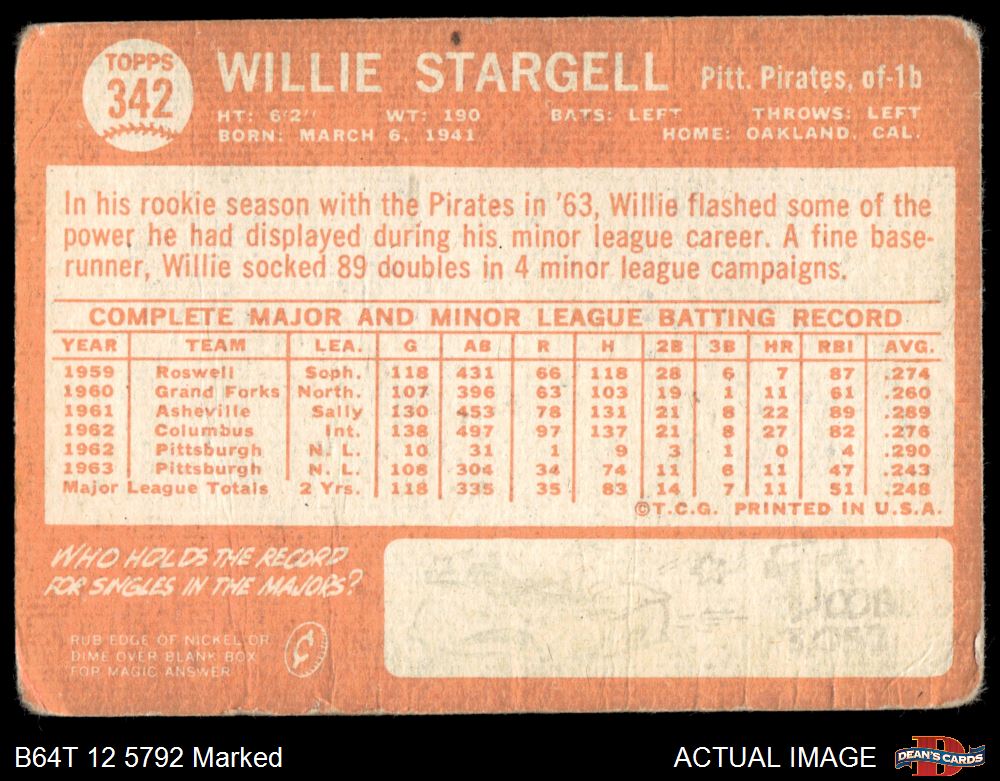 TOPPS
342
WILLIE STARGELL Pitt. Pirates, of-1b
HT: 6'2" WT: 190 BATS: LEFT THROWS: LEFT
BORN: MARCH 6, 1941 HOME: OAKLAND, CAL.
In his rookie season with the Pirates in '63, Willie flashed some of the
power he had displayed during his minor league career. A fine base-
runner, Willie socked 89 doubles in 4 minor league campaigns.
COMPLETE MAJOR AND MINOR LEAGUE BATTING RECORD
YEAR TEAM LEA. G AB R H 2B 3B HR RBI AVG.
1959 Roswell Soph. 118 431 66 118 28 6 7 87 .274
1960 Grand Forks North. 107 396 63 103 19 1 11 61 .260
1961 Asheville Sally 130 453 78 131 21 8 22 89 .289
1962 Columbus Int. 138 497 97 137 21 8 27 82 .276
1962 Pittsburgh N. L. 10 31 1 9 3 1 0 4 .290
1963 Pittsburgh N. L. 108 304 34 74 11 6 11 47 .243
Major League Totals 2 Yrs. 118 335 35 83 14 7 11 51 .248
©T.C.G. PRINTED IN U.S.A.
WHO HOLDS THE RECORD
FOR SINGLES IN THE MAJORS?
RUB EDGE OF NICKEL OR
DIME OVER BLANK BOX
FOR MAGIC ANSWER
B64T 12 5792 Marked ACTUAL IMAGE
DEAN'S CARDS